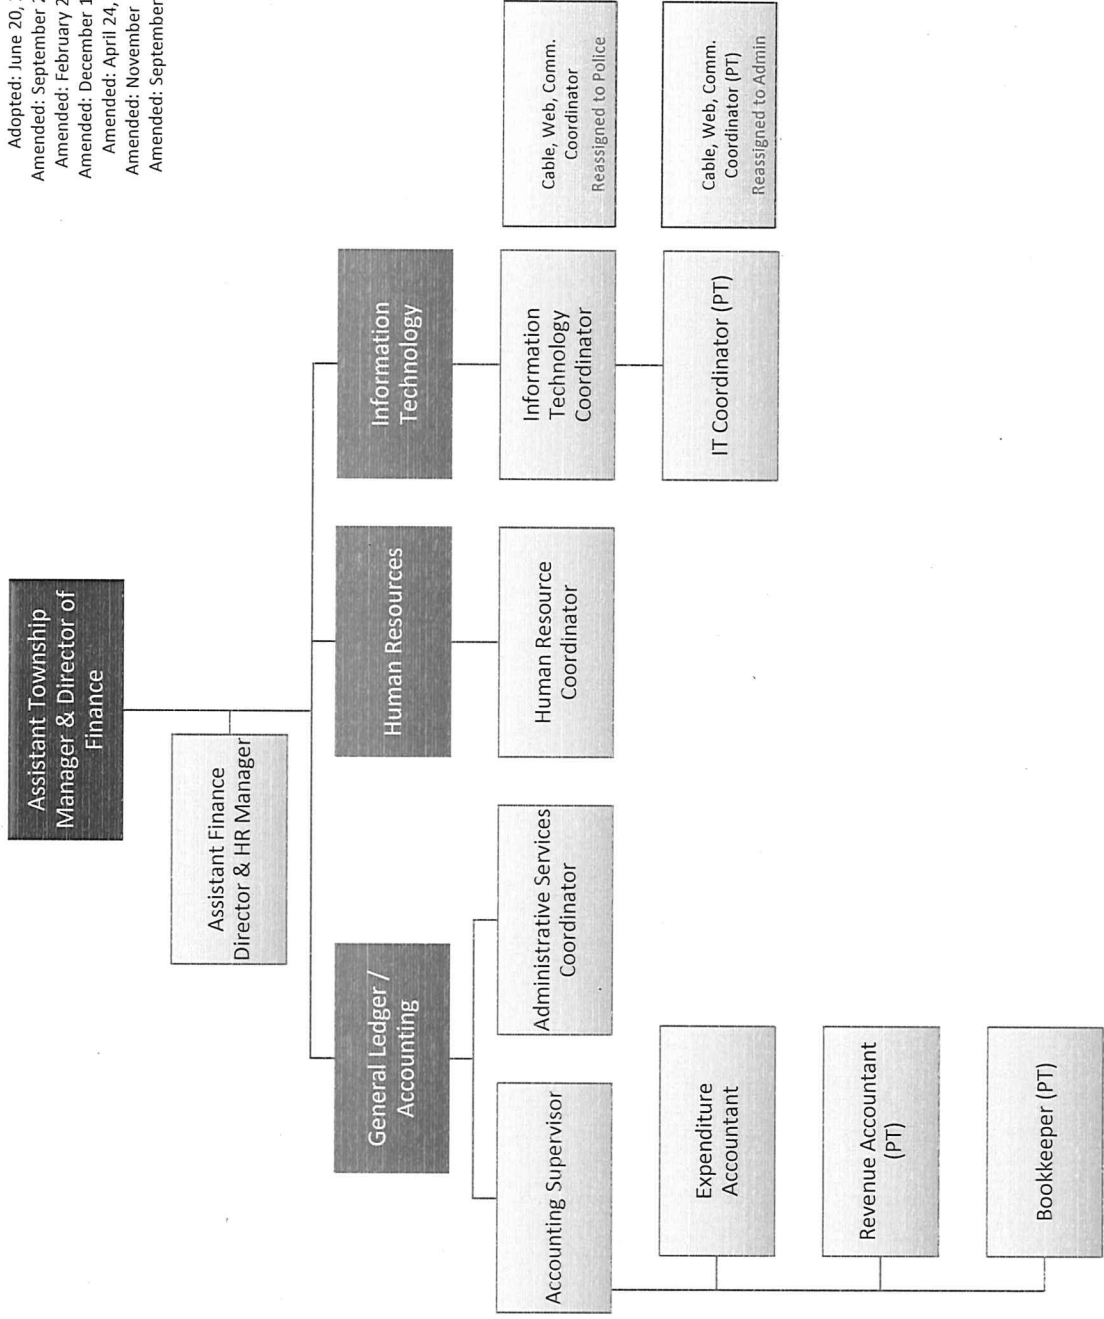 Adopted: June 20,
Amended: September
Amended: February
Amended: December
Amended: April 24,
Amended: November
Amended: September
Assistant Township
Manager & Director of
Finance
Assistant Finance
Director & HR Manager
General Ledger /
Accounting
Human Resources
Information
Technology
Accounting Supervisor
Administrative Services
Coordinator
Human Resource
Coordinator
Information
Technology
Coordinator
Cable, Web, Comm.
Coordinator
Reassigned to Police
Expenditure
Accountant
IT Coordinator (PT)
Cable, Web, Comm.
Coordinator (PT)
Reassigned to Admin
Revenue Accountant
(PT)
Bookkeeper (PT)